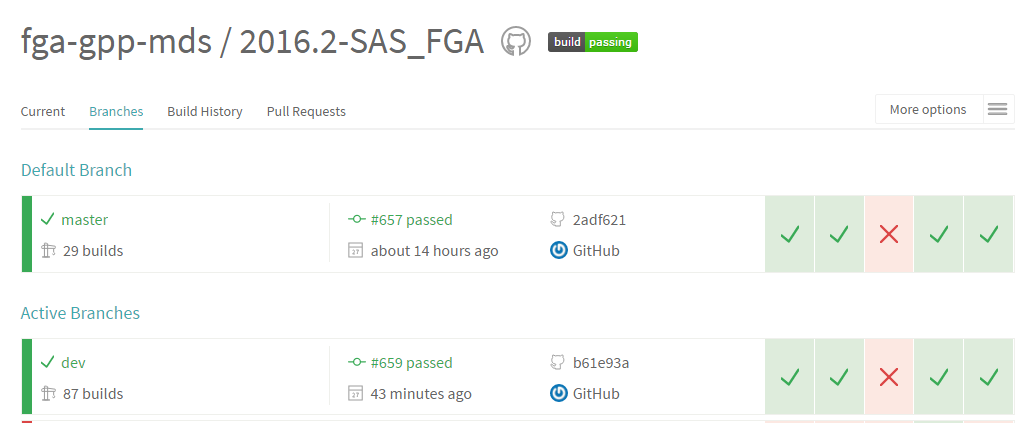 fga-gpp-mds / 2016.2-SAS_FGA build passing
Current Branches Build History Pull Requests More options
Default Branch
master #657 passed 2adf621
29 builds 27 about 14 hours ago GitHub
Active Branches
dev #659 passed b61e93a
87 builds 27 43 minutes ago GitHub